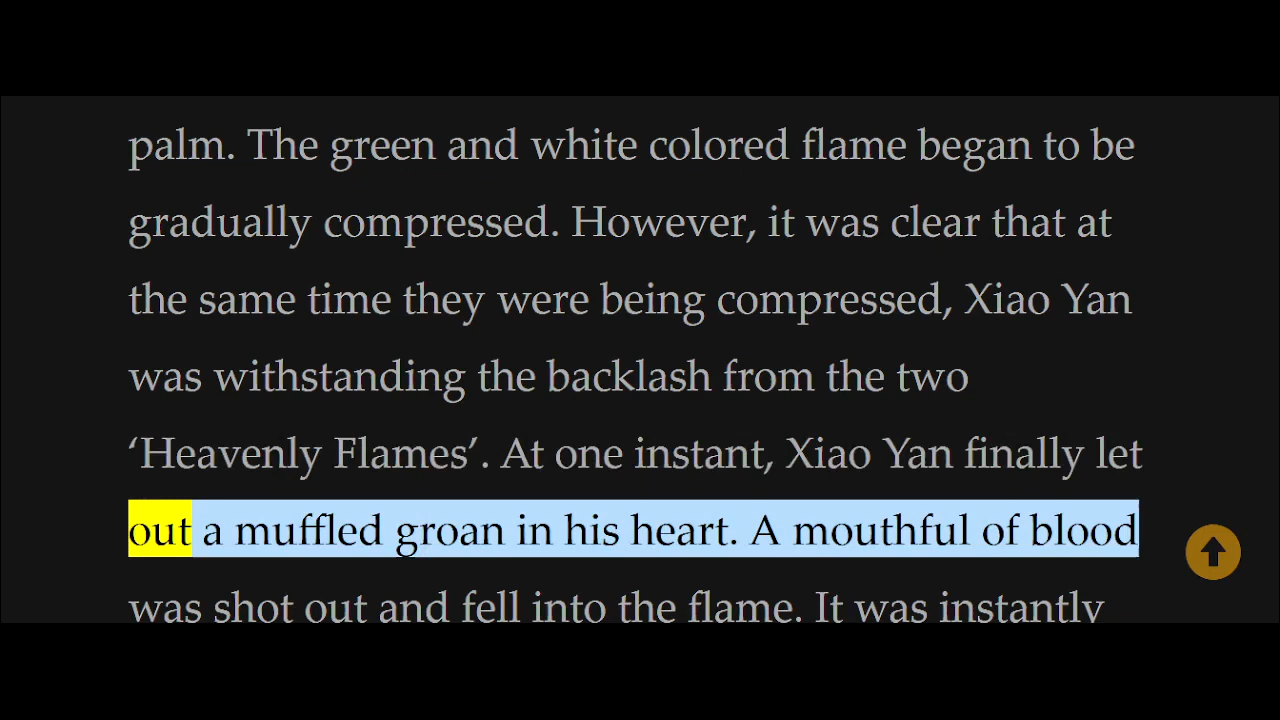 palm. The green and white colored flame began to be
gradually compressed. However, it was clear that at
the same time they were being compressed, Xiao Yan
was withstanding the backlash from the two
‘Heavenly Flames’. At one instant, Xiao Yan finally let
out a muffled groan in his heart. A mouthful of blood
was shot out and fell into the flame. It was instantly